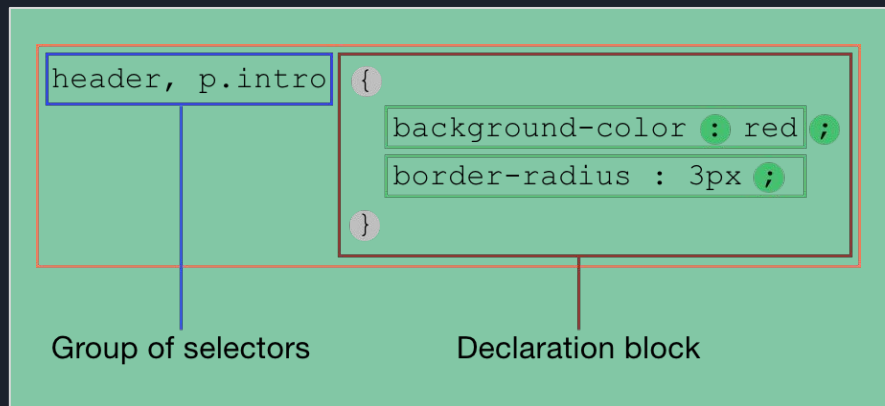 header, p.intro {
background-color : red ;
border-radius : 3px ;
}
Group of selectors
Declaration block